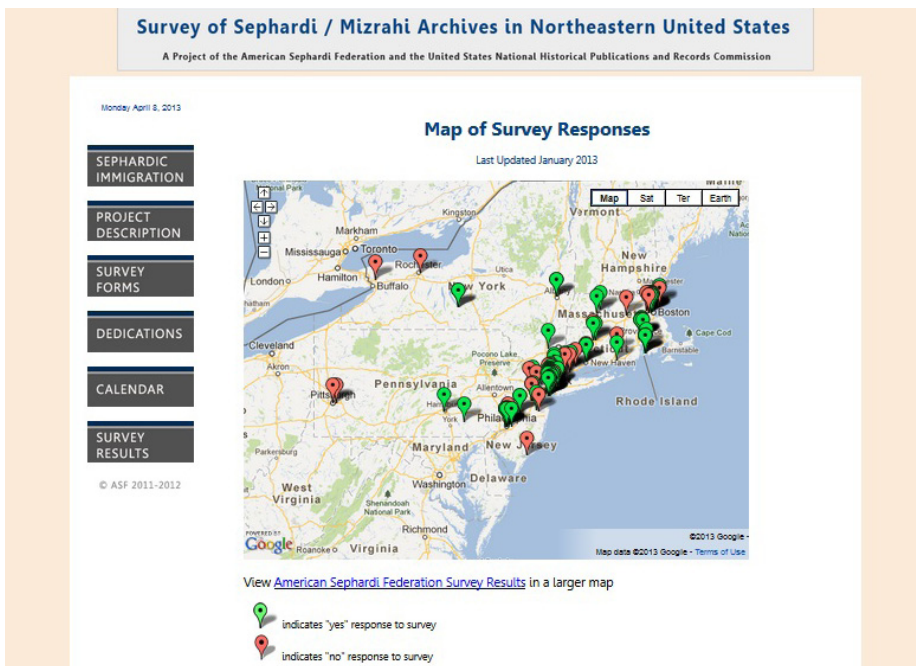 Survey of Sephardi / Mizrahi Archives in Northeastern United States
A Project of the American Sephardi Federation and the United States National Historical Publications and Records Commission
Monday April 8, 2013
SEPHARDIC
IMMIGRATION
PROJECT
DESCRIPTION
SURVEY
FORMS
DEDICATIONS
CALENDAR
SURVEY
RESULTS
© ASF 2011-2012
Map of Survey Responses
Last Updated January 2013
Map
Sat
Ter
Earth
National Park
Maine
Kingston
Vermont
Markham
Mississauga
Toronto
London
Hamilton
Buffalo
Utica
New York
New
Hampshire
Boston
Cape Cod
Barnstable
New Haven
Rhode Island
Cleveland
Akron
Pocono Lake
Preserve
Allentown
Pennsylvania
York
Maryland
New Jersey
Parkersburg
Washington
Delaware
West
Virginia
Shenandoah
National Park
Richmond
Roanoke
Virginia
POWERED BY
Google
©2013 Google -
Map data ©2013 Google - Terms of Use
View American Sephardi Federation Survey Results in a larger map
indicates "yes" response to survey
indicates "no" response to survey